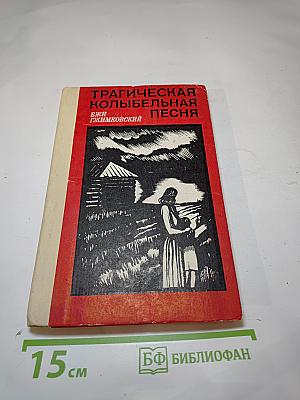 ТРАГИЧЕСКАЯ
КОЛЫБЕЛЬНАЯ
ПЕСНЯ
ЕЖИ
ГЖИМКОВСКИЙ
15 см
БФ БИБЛИОФАН